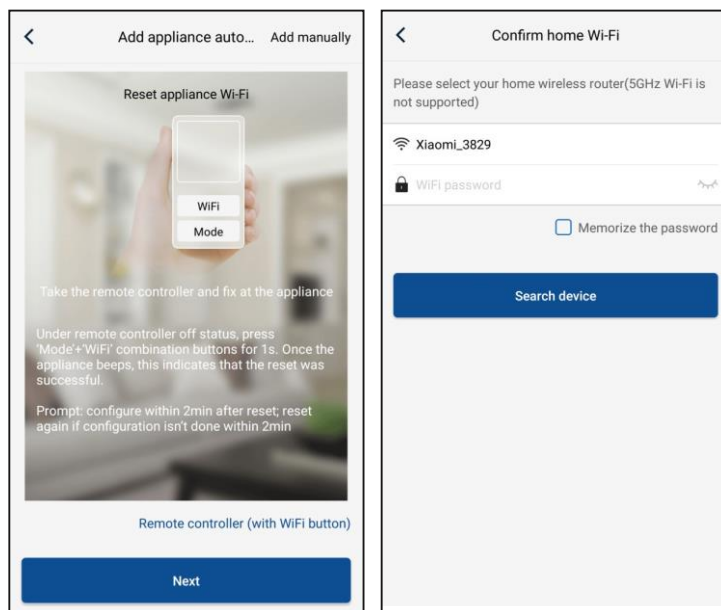 Add appliance auto... Add manually
Reset appliance Wi-Fi
WiFi
Mode
Take the remote controller and fix at the appliance
Under remote controller off status, press
'Mode'+'WiFi' combination buttons for 1s. Once the
appliance beeps, this indicates that the reset was
successful.
Prompt: configure within 2min after reset; reset
again if configuration isn't done within 2min
Remote controller (with WiFi button)
Next
Confirm home Wi-Fi
Please select your home wireless router(5GHz Wi-Fi is
not supported)
Xiaomi_3829
WiFi password
Memorize the password
Search device